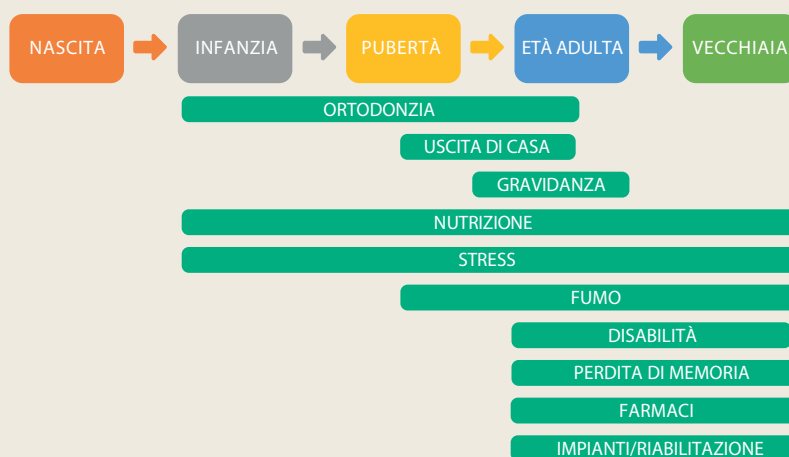 NASCITA INFANZIA PUBERTÀ ETÀ ADULTA VECCHIAIA
ORTODONZIA
USCITA DI CASA
GRAVIDANZA
NUTRIZIONE
STRESS
FUMO
DISABILITÀ
PERDITA DI MEMORIA
FARMACI
IMPIANTI/RIABILITAZIONE